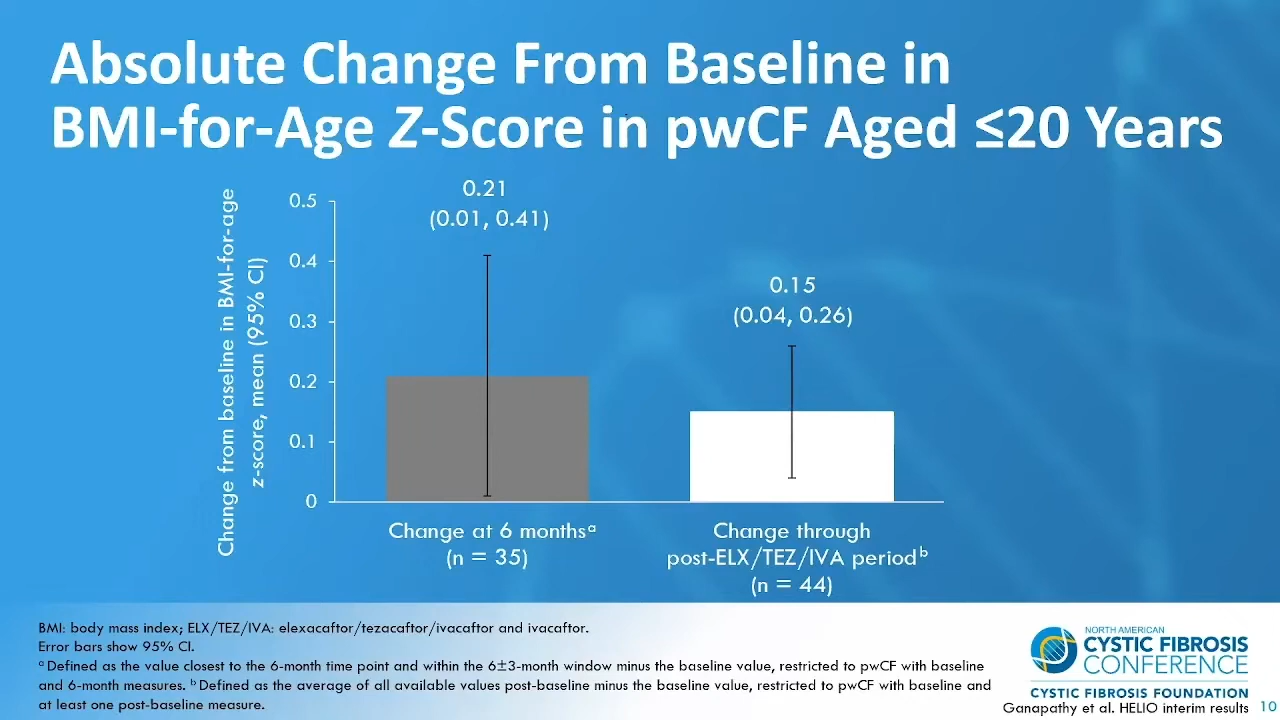 Absolute Change From Baseline in
BMI-for-Age Z-Score in pwCF Aged ≤20 Years
Change from baseline in BMI-for-age
z-score, mean (95% CI)
0.5
0.4
0.3
0.2
0.1
0
0.21
(0.01, 0.41)
0.15
(0.04, 0.26)
Change at 6 monthsᵃ
(n = 35)
Change through
post-ELX/TEZ/IVA periodᵇ
(n = 44)
BMI: body mass index; ELX/TEZ/IVA: elexacaftor/tezacaftor/ivacaftor and ivacaftor.
Error bars show 95% CI.
ᵃ Defined as the value closest to the 6-month time point and within the 6±3-month window minus the baseline value, restricted to pwCF with baseline
and 6-month measures. ᵇ Defined as the average of all available values post-baseline minus the baseline value, restricted to pwCF with baseline and
at least one post-baseline measure.
NORTH AMERICAN
CYSTIC FIBROSIS
CONFERENCE
CYSTIC FIBROSIS FOUNDATION
Ganapathy et al. HELIO interim results 10